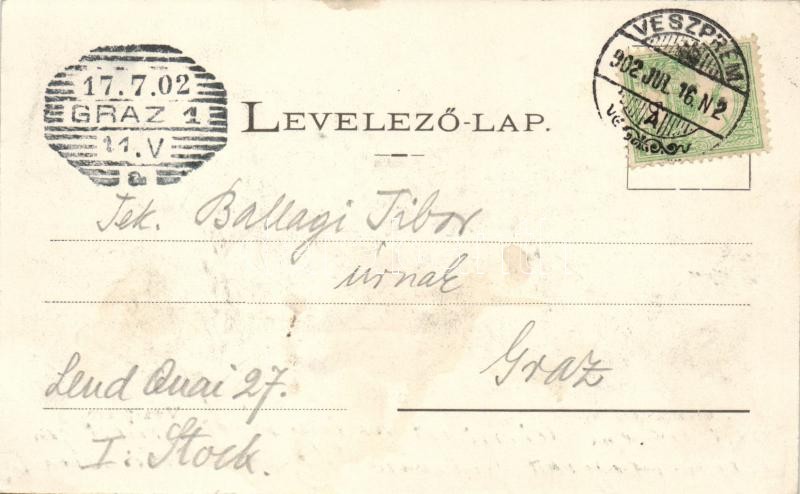 17.7.02
GRAZ 1
11.V
a
LEVELEZŐ-LAP.
VESZPRÉM
902 JUL. 16. N2
A
Tek. Ballagi Tibor
úrnak
Graz
Lend Quai 27.
I. Stock.